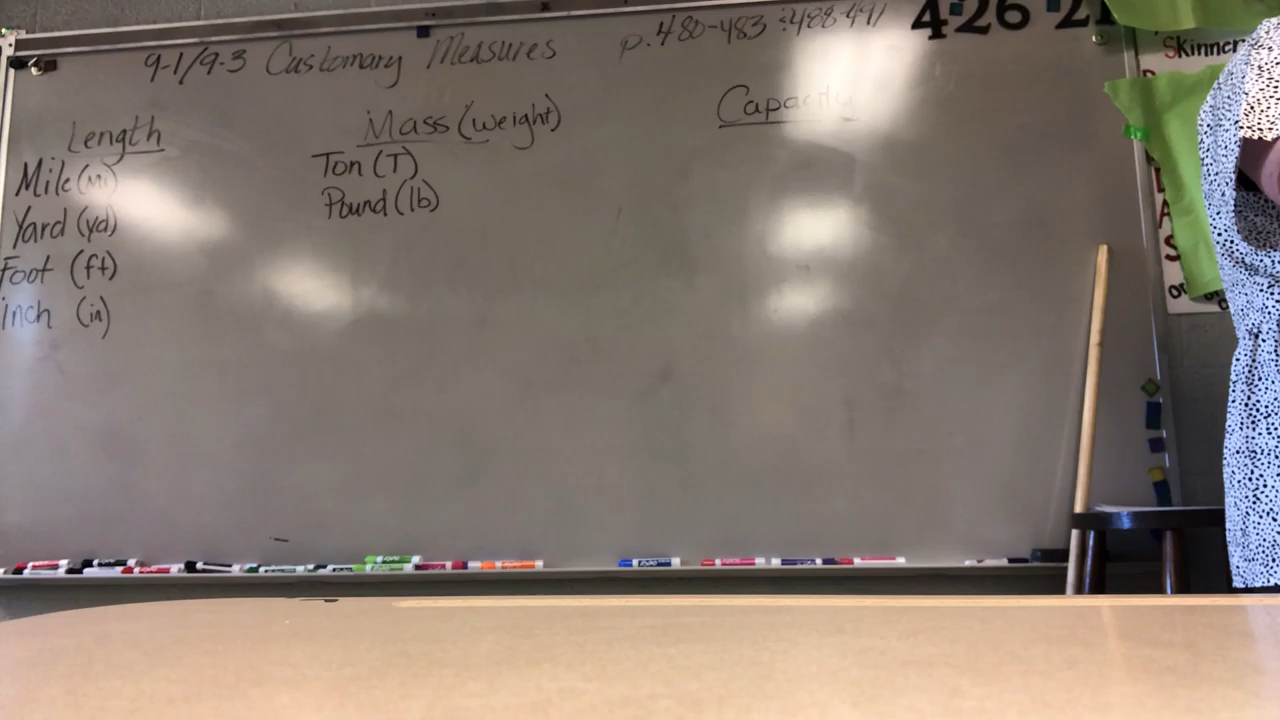 9-1/9-3 Customary Measures p.480-483 ; 488-491
4·26·21
Length
Mile (mi)
Yard (yd)
Foot (ft)
inch (in)
Mass (weight)
Ton (T)
Pound (lb)
Capacity
Skinner
L
A
S